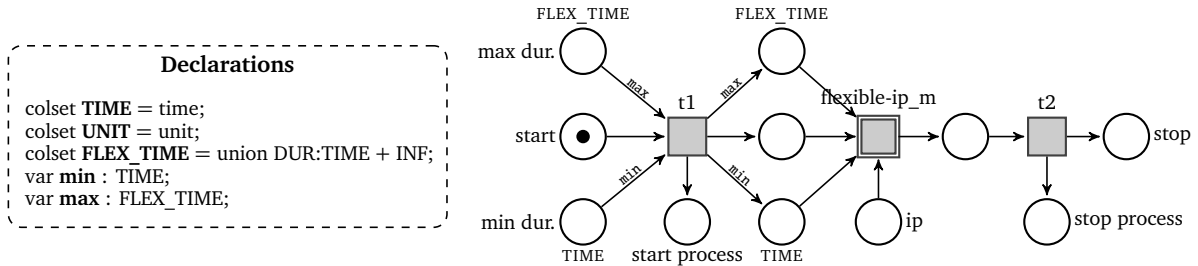 Declarations
colset TIME = time;
colset UNIT = unit;
colset FLEX_TIME = union DUR:TIME + INF;
var min : TIME;
var max : FLEX_TIME;
FLEX_TIME
FLEX_TIME
max dur.
max
max
t1
flexible-ip_m
t2
start
stop
min
min
min dur.
ip
stop process
TIME
start process
TIME